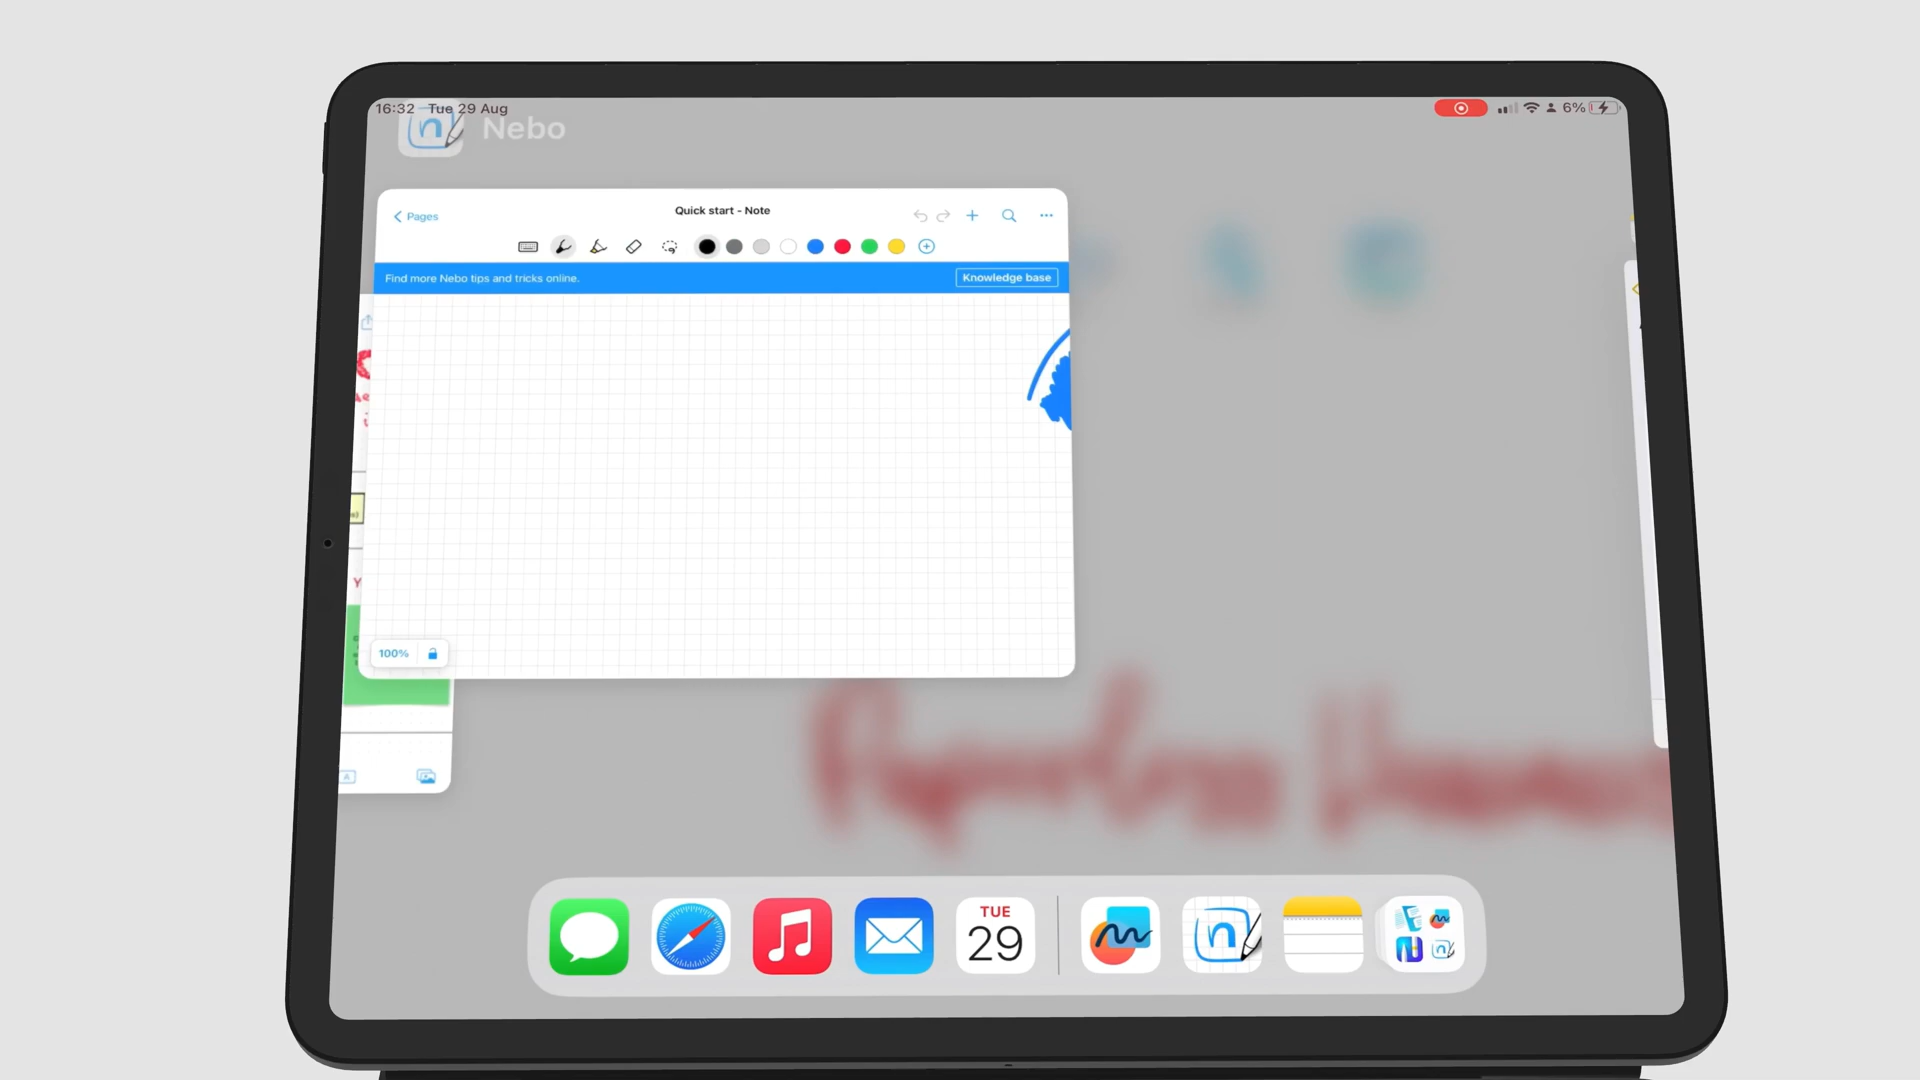 16:32 Tue 29 Aug
6%
Nebo
Pages
Quick start - Note
Find more Nebo tips and tricks online.
Knowledge base
100%
TUE
29